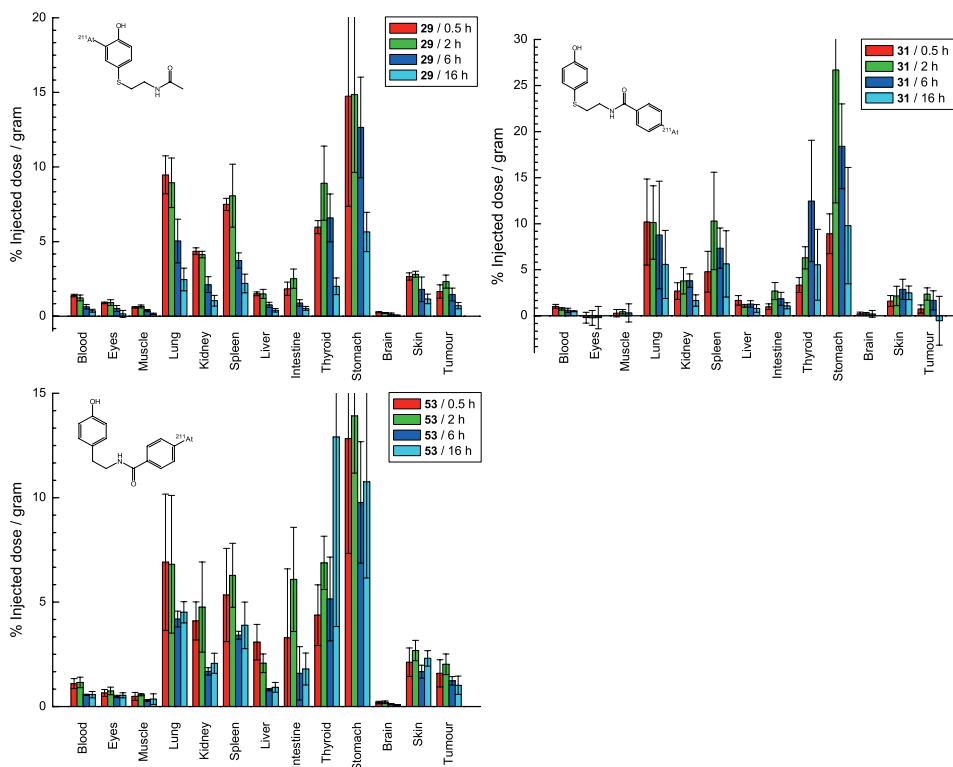 20
15
10
5
0
% Injected dose / gram
OH
211At
S
N
H
O
29 / 0.5 h
29 / 2 h
29 / 6 h
29 / 16 h
Blood
Eyes
Muscle
Lung
Kidney
Spleen
Liver
Intestine
Thyroid
Stomach
Brain
Skin
Tumour
30
25
20
15
10
5
0
% Injected dose / gram
OH
S
NH
O
211At
31 / 0.5 h
31 / 2 h
31 / 6 h
31 / 16 h
Blood
Eyes
Muscle
Lung
Kidney
Spleen
Liver
Intestine
Thyroid
Stomach
Brain
Skin
Tumour
15
10
5
0
% Injected dose / gram
OH
211At
NH
O
53 / 0.5 h
53 / 2 h
53 / 6 h
53 / 16 h
Blood
Eyes
Muscle
Lung
Kidney
Spleen
Liver
Intestine
Thyroid
Stomach
Brain
Skin
Tumour